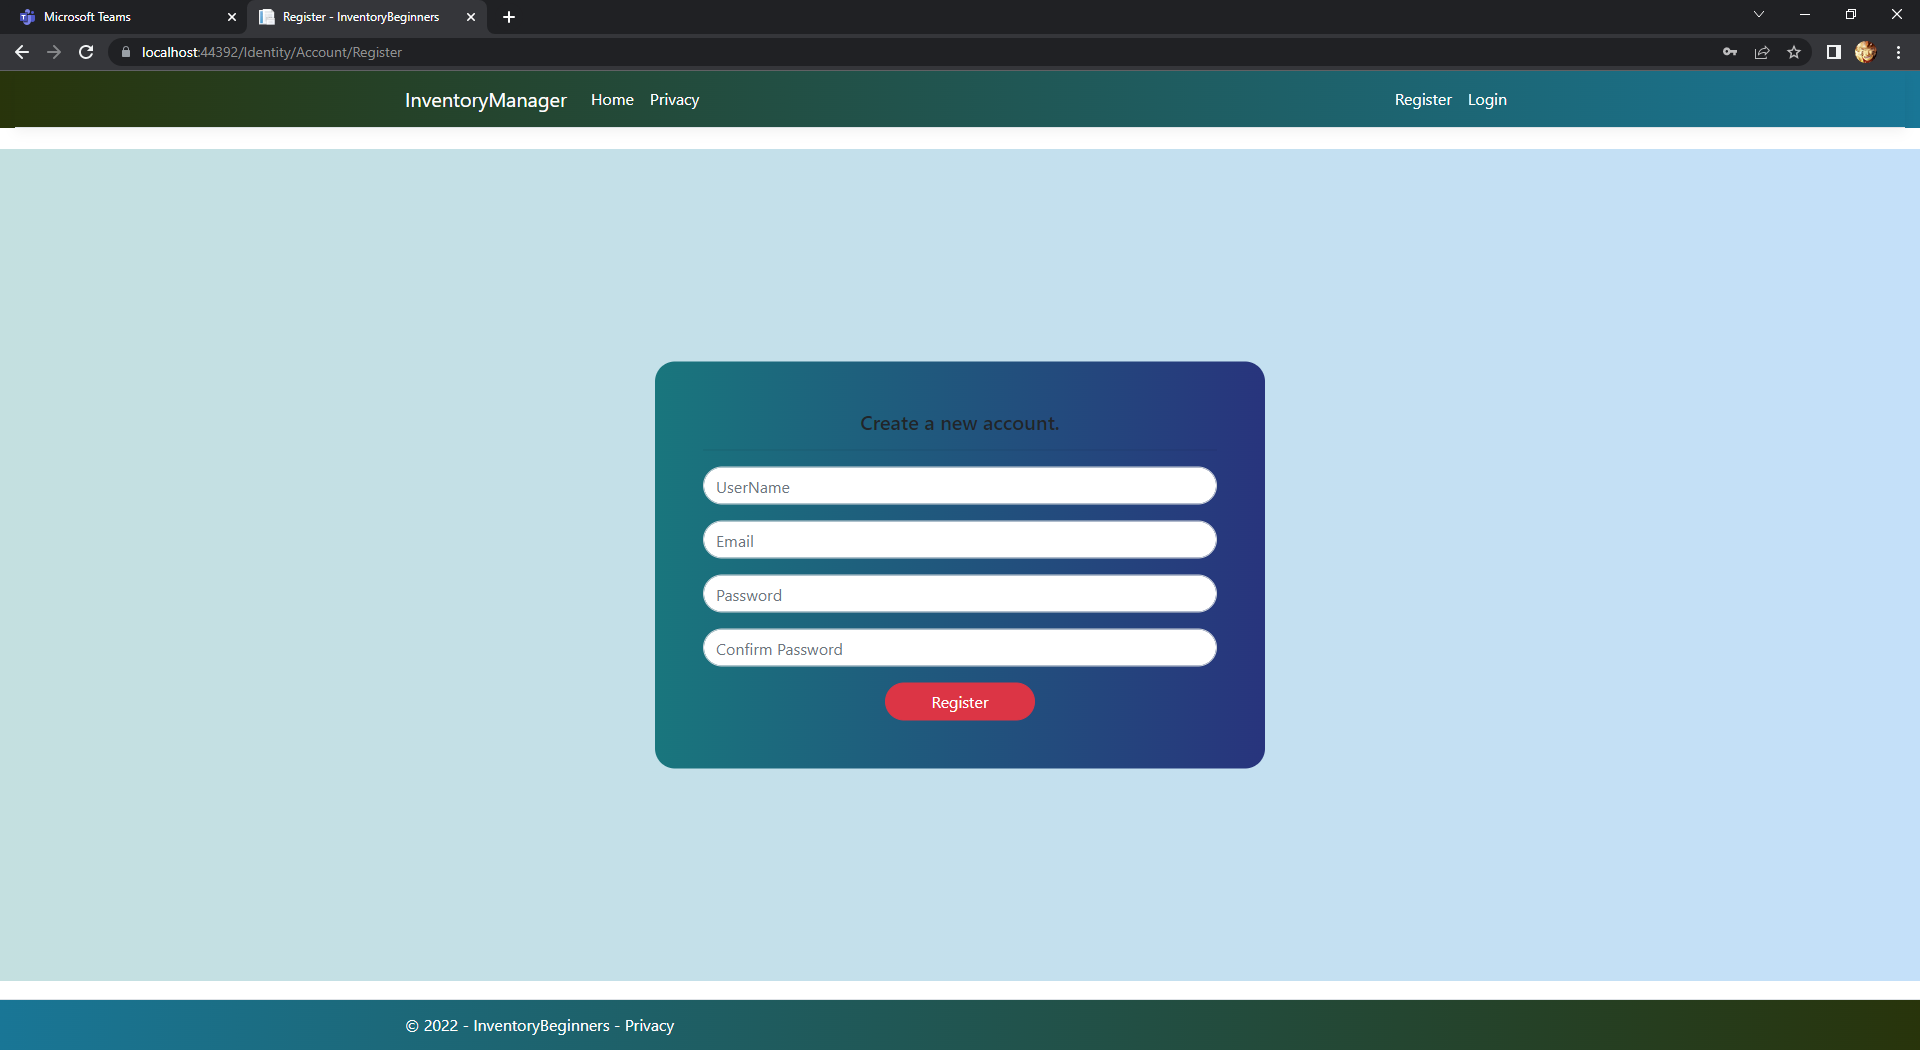 Microsoft Teams
Register - InventoryBeginners
localhost:44392/Identity/Account/Register
InventoryManager Home Privacy Register Login
Create a new account.
UserName
Email
Password
Confirm Password
Register
© 2022 - InventoryBeginners - Privacy